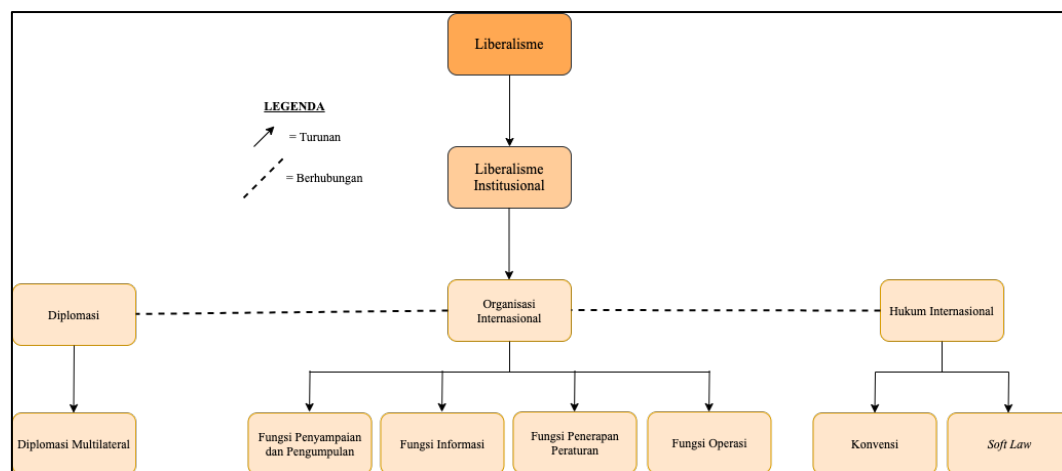 Liberalisme
LEGENDA
= Turunan
= Berhubungan
Liberalisme
Institusional
Diplomasi
Organisasi
Internasional
Hukum Internasional
Diplomasi Multilateral
Fungsi Penyampaian
dan Pengumpulan
Fungsi Informasi
Fungsi Penerapan
Peraturan
Fungsi Operasi
Konvensi
Soft Law